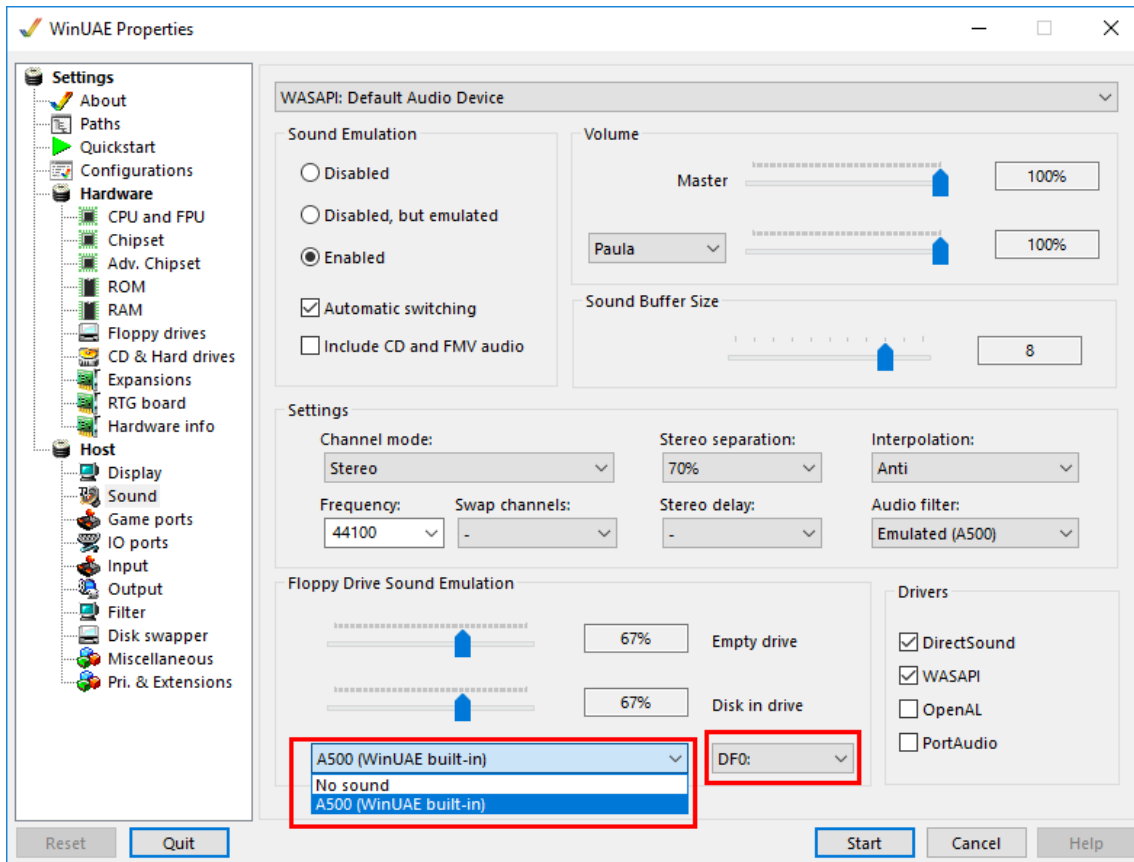 WinUAE Properties
Settings
About
Paths
Quickstart
Configurations
Hardware
CPU and FPU
Chipset
Adv. Chipset
ROM
RAM
Floppy drives
CD & Hard drives
Expansions
RTG board
Hardware info
Host
Display
Sound
Game ports
IO ports
Input
Output
Filter
Disk swapper
Miscellaneous
Pri. & Extensions
WASAPI: Default Audio Device
Sound Emulation
Disabled
Disabled, but emulated
Enabled
Automatic switching
Include CD and FMV audio
Volume
Master 100%
Paula 100%
Sound Buffer Size
8
Settings
Channel mode: Stereo separation: Interpolation:
Stereo 70% Anti
Frequency: Swap channels: Stereo delay: Audio filter:
44100 - - Emulated (A500)
Floppy Drive Sound Emulation
67% Empty drive
67% Disk in drive
A500 (WinUAE built-in) DF0:
No sound
A500 (WinUAE built-in)
Drivers
DirectSound
WASAPI
OpenAL
PortAudio
Reset Quit Start Cancel Help